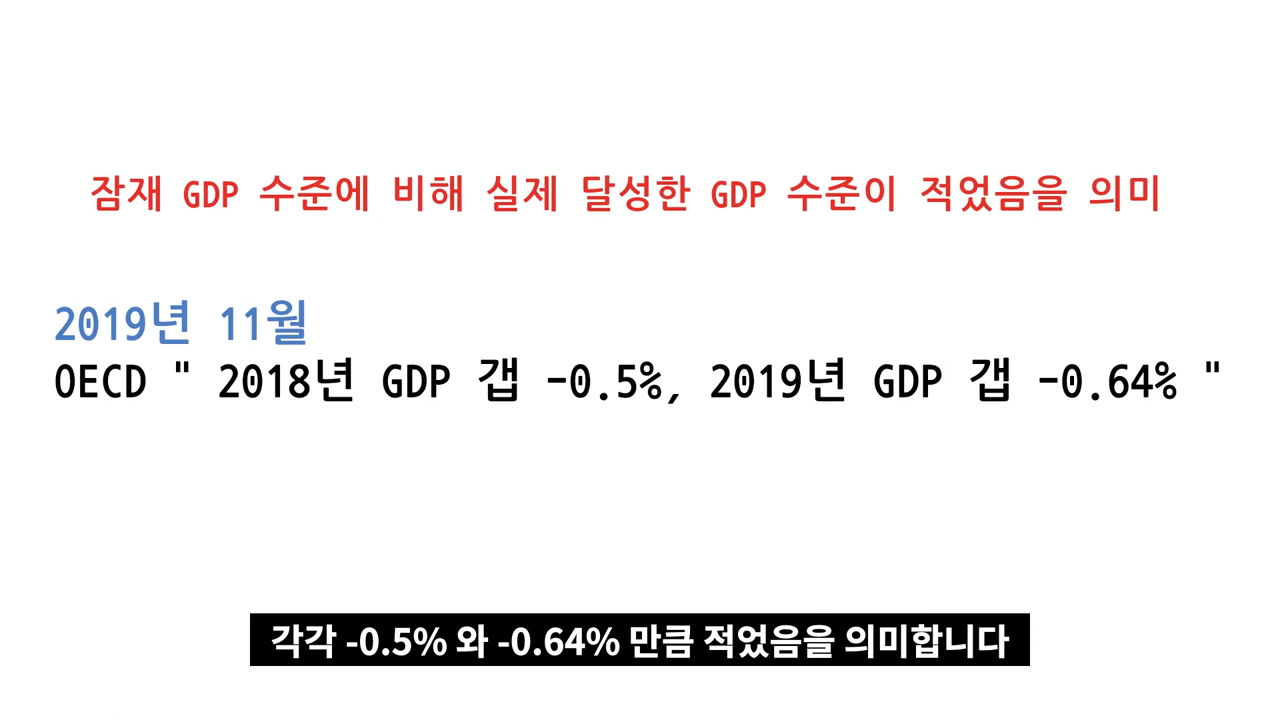 잠재 GDP 수준에 비해 실제 달성한 GDP 수준이 적었음을 의미
2019년 11월
OECD " 2018년 GDP 갭 -0.5%, 2019년 GDP 갭 -0.64% "
각각 -0.5% 와 -0.64% 만큼 적었음을 의미합니다